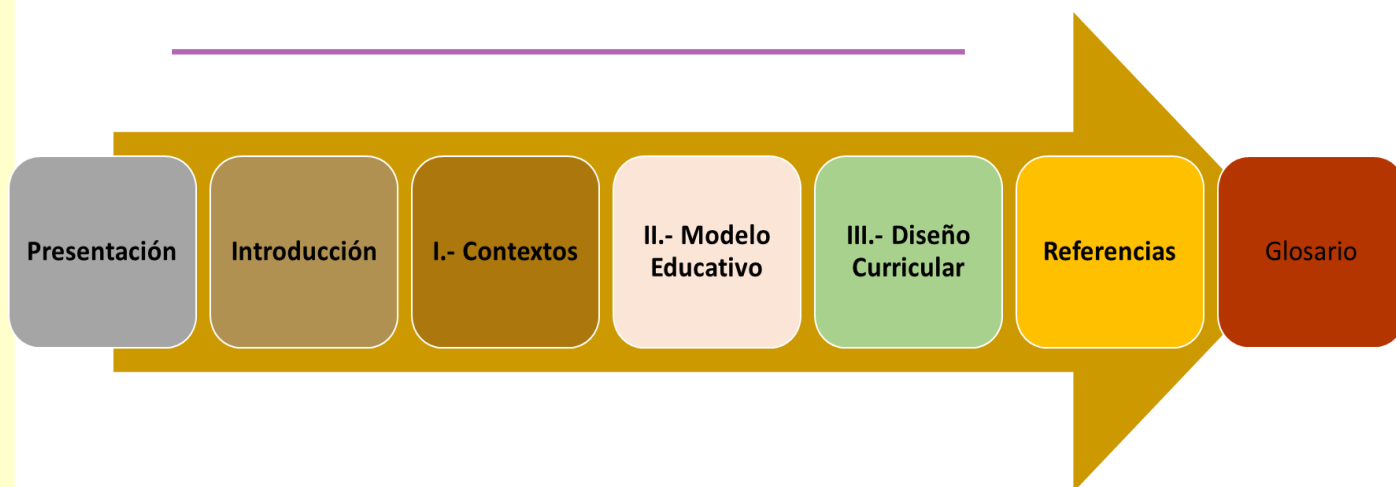 Presentación
Introducción
I.- Contextos
II.- Modelo
Educativo
III.- Diseño
Curricular
Referencias
Glosario